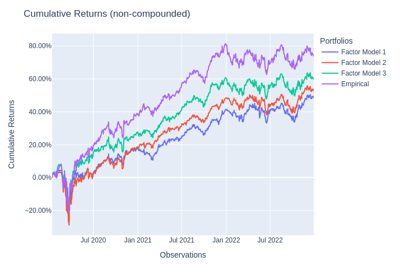 Cumulative Returns (non-compounded)
Portfolios
Factor Model 1
Factor Model 2
Factor Model 3
Empirical
80.00%
60.00%
40.00%
20.00%
0.00%
−20.00%
Cumulative Returns
Jul 2020
Jan 2021
Jul 2021
Jan 2022
Jul 2022
Observations